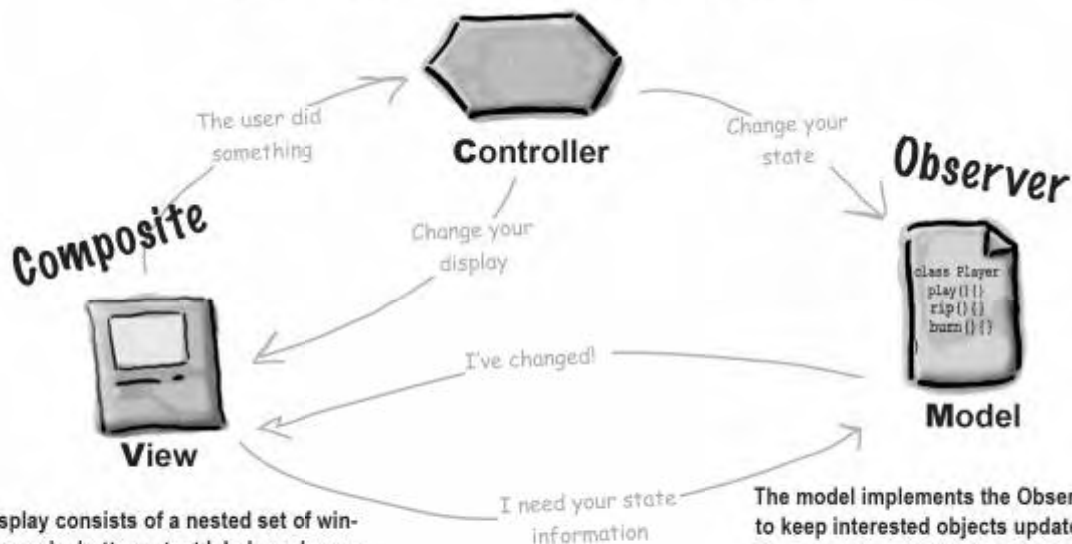 The user did
something
Controller
Change your
state
Observer
Composite
Change your
display
class Player
play(){}
rip(){}
burn(){}
I've changed!
View
Model
I need your state
information
splay consists of a nested set of win-
The model implements the Obser
to keep interested objects update